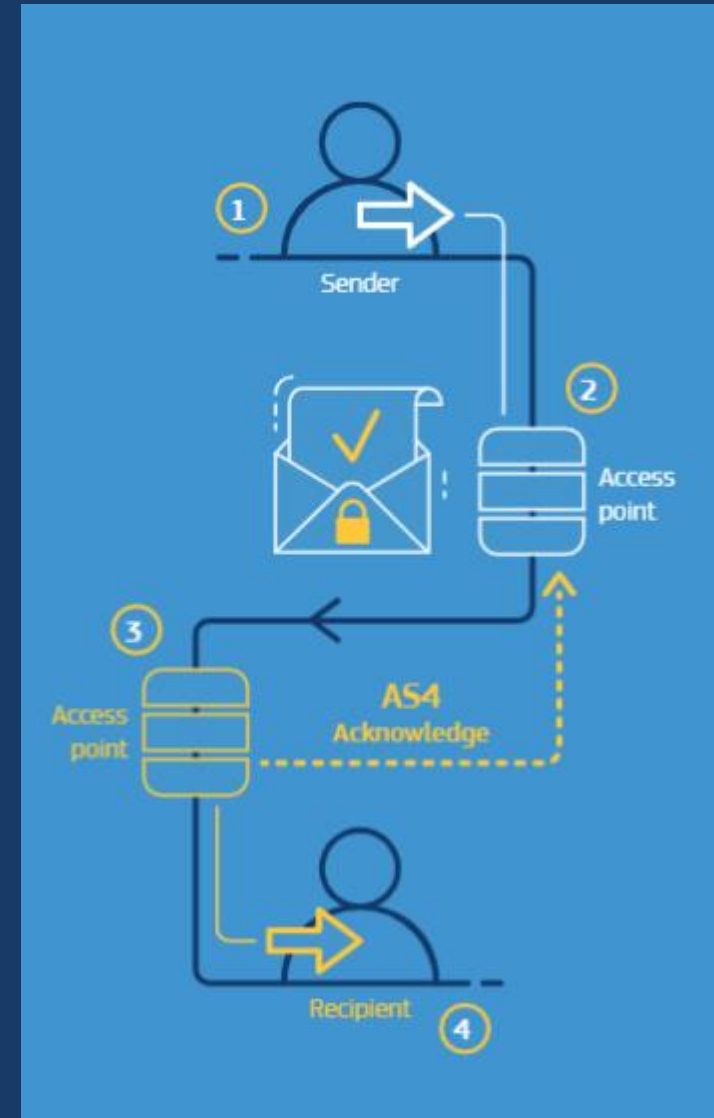 1
Sender
2
Access
point
3
Access
point
AS4
Acknowledge
Recipient
4